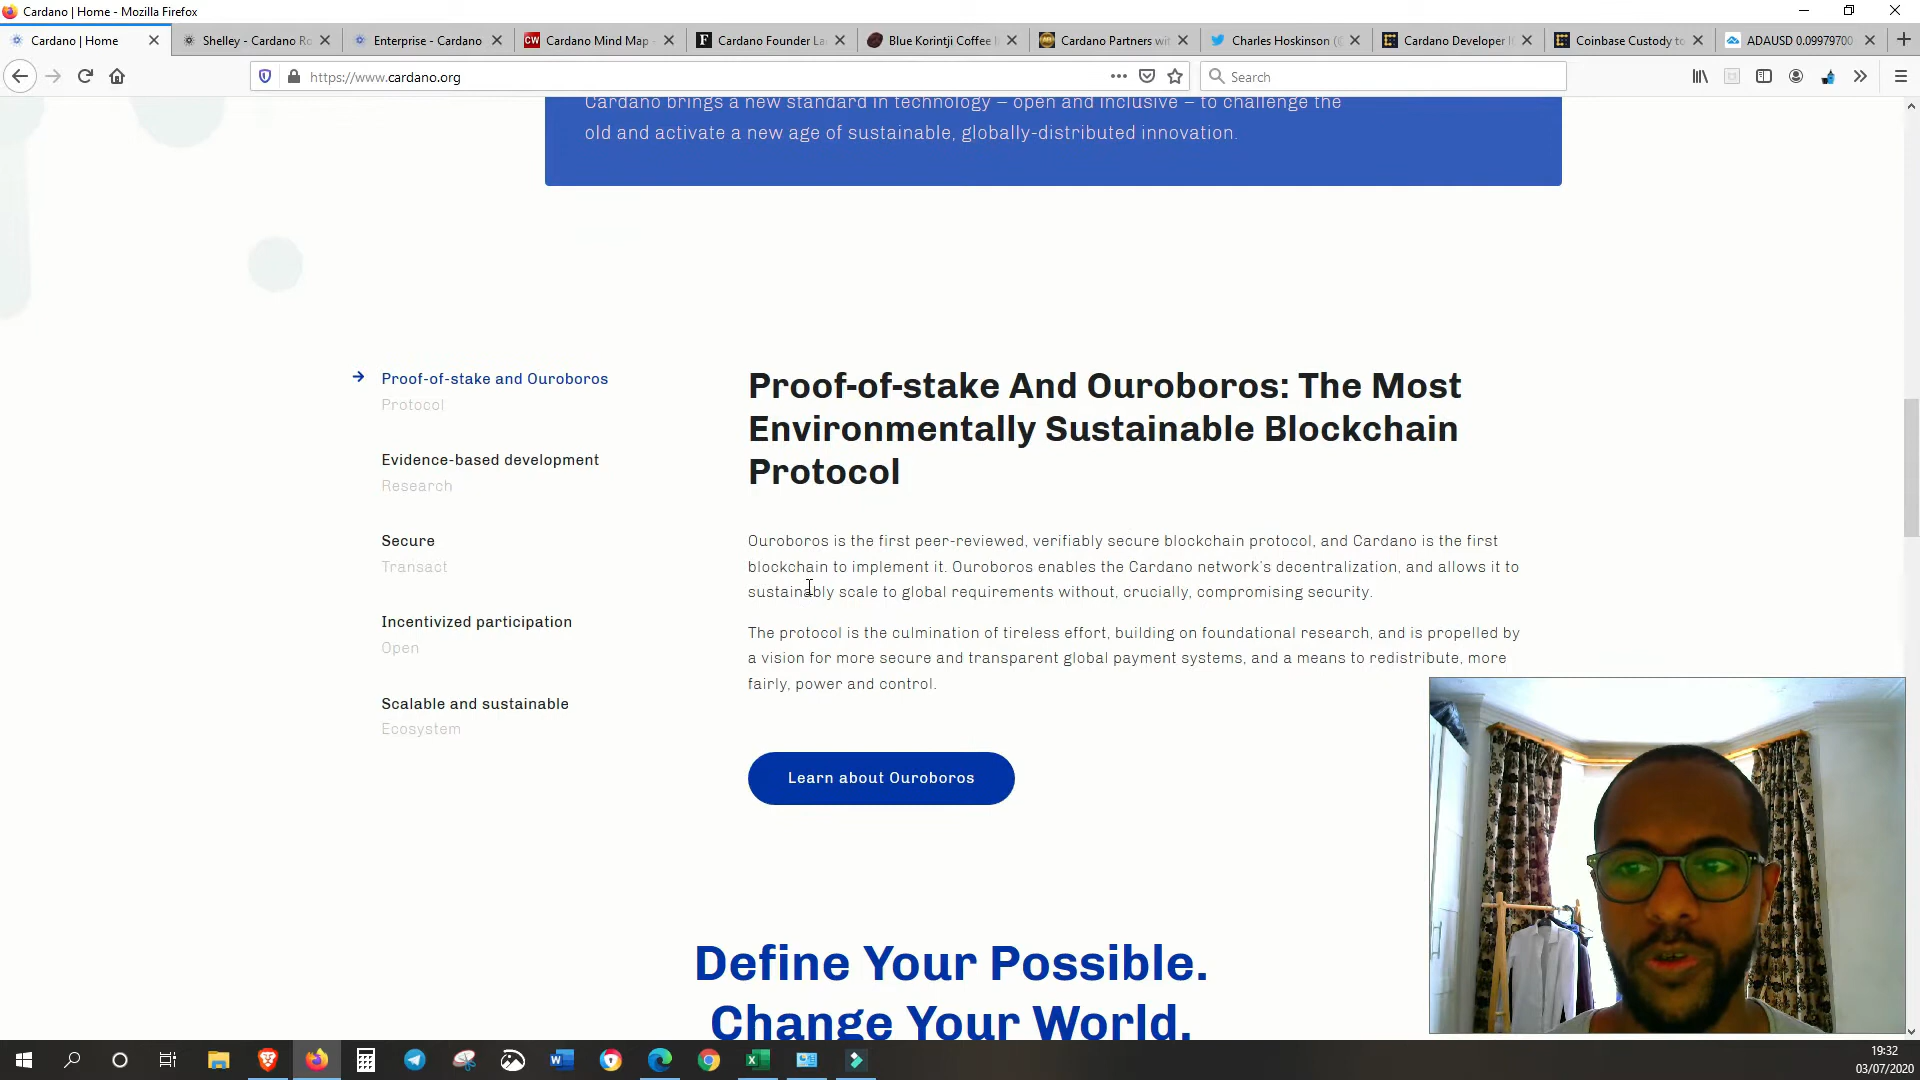 Cardano | Home - Mozilla Firefox
Cardano | Home
Shelley - Cardano Ro
Enterprise - Cardano
CW Cardano Mind Map -
F Cardano Founder La
Blue Korintji Coffee I
Cardano Partners wi
Charles Hoskinson (@
Cardano Developer I
Coinbase Custody to
ADAUSD 0.09979700
https://www.cardano.org
Search
Cardano brings a new standard in technology – open and inclusive – to challenge the
old and activate a new age of sustainable, globally-distributed innovation.
Proof-of-stake and Ouroboros
Protocol
Evidence-based development
Research
Secure
Transact
Incentivized participation
Open
Scalable and sustainable
Ecosystem
Proof-of-stake And Ouroboros: The Most
Environmentally Sustainable Blockchain
Protocol
Ouroboros is the first peer-reviewed, verifiably secure blockchain protocol, and Cardano is the first
blockchain to implement it. Ouroboros enables the Cardano network's decentralization, and allows it to
sustainably scale to global requirements without, crucially, compromising security.
The protocol is the culmination of tireless effort, building on foundational research, and is propelled by
a vision for more secure and transparent global payment systems, and a means to redistribute, more
fairly, power and control.
Learn about Ouroboros
Define Your Possible.
Change Your World.
19:32
03/07/2020